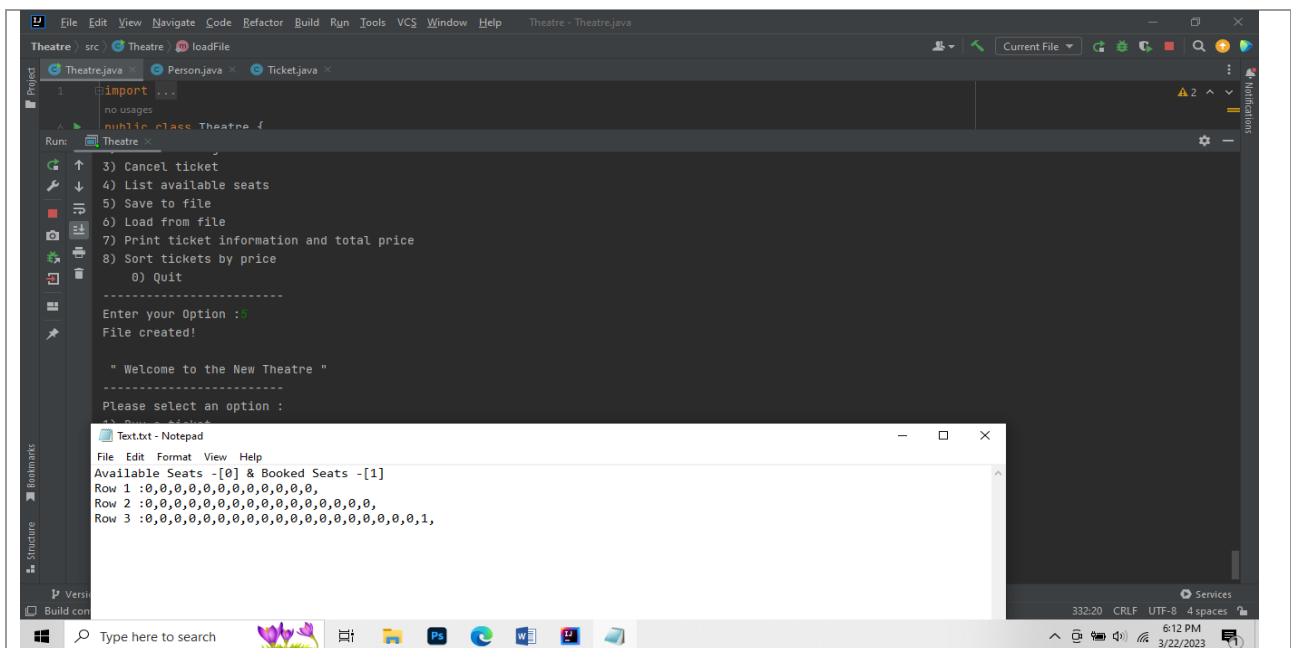 File Edit View Navigate Code Refactor Build Run Tools VCS Window Help Theatre - Theatre.java
Theatre src Theatre loadFile Current File
Project
Theatre.java Person.java Ticket.java
1 import ... 2
no usages
public class Theatre {
Notifications
Run: Theatre
3) Cancel ticket
4) List available seats
5) Save to file
6) Load from file
7) Print ticket information and total price
8) Sort tickets by price
0) Quit
-------------------------
Enter your Option :5
File created!
" Welcome to the New Theatre "
-------------------------
Please select an option :
Bookmarks
Structure
Text.txt - Notepad
File Edit Format View Help
Available Seats -[0] & Booked Seats -[1]
Row 1 :0,0,0,0,0,0,0,0,0,0,0,0,
Row 2 :0,0,0,0,0,0,0,0,0,0,0,0,0,0,0,0,
Row 3 :0,0,0,0,0,0,0,0,0,0,0,0,0,0,0,0,0,0,0,1,
Services
332:20 CRLF UTF-8 4 spaces
Type here to search Ps W 6:12 PM
3/22/2023 1